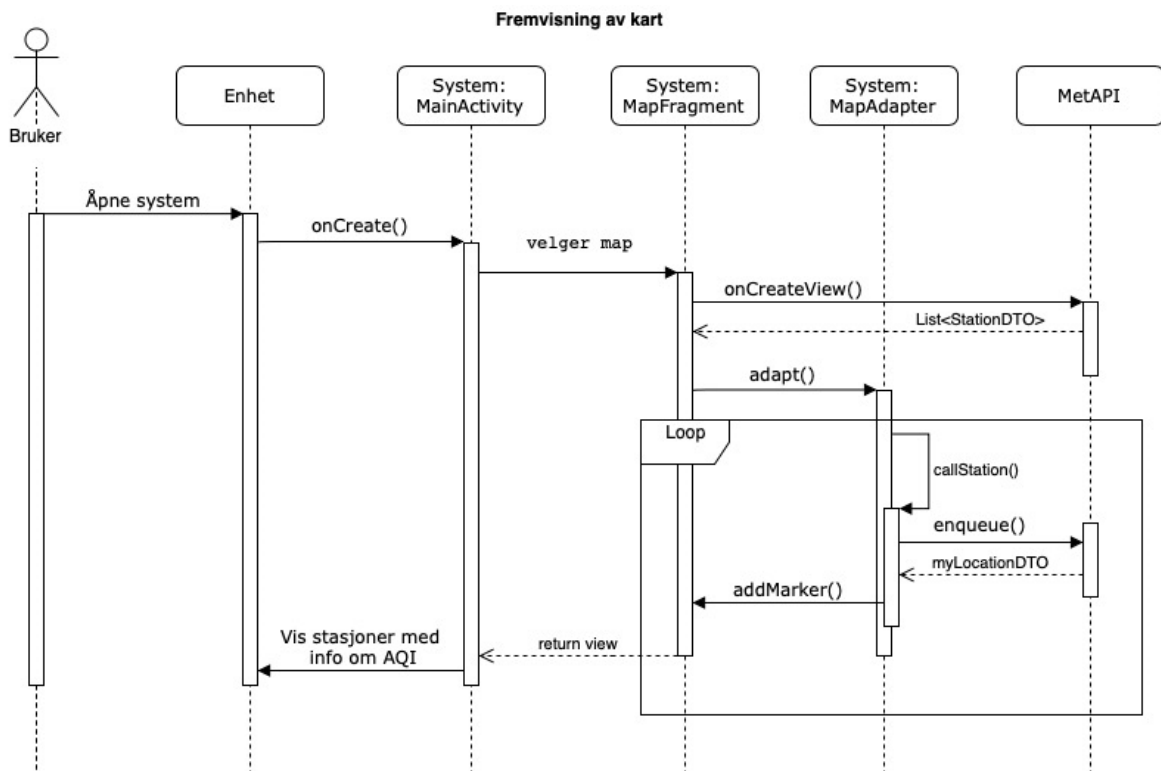 Fremvisning av kart
Bruker
Enhet
System:
MainActivity
System:
MapFragment
System:
MapAdapter
MetAPI
Åpne system
onCreate()
velger map
onCreateView()
List<StationDTO>
adapt()
Loop
callStation()
enqueue()
myLocationDTO
addMarker()
return view
Vis stasjoner med
info om AQI